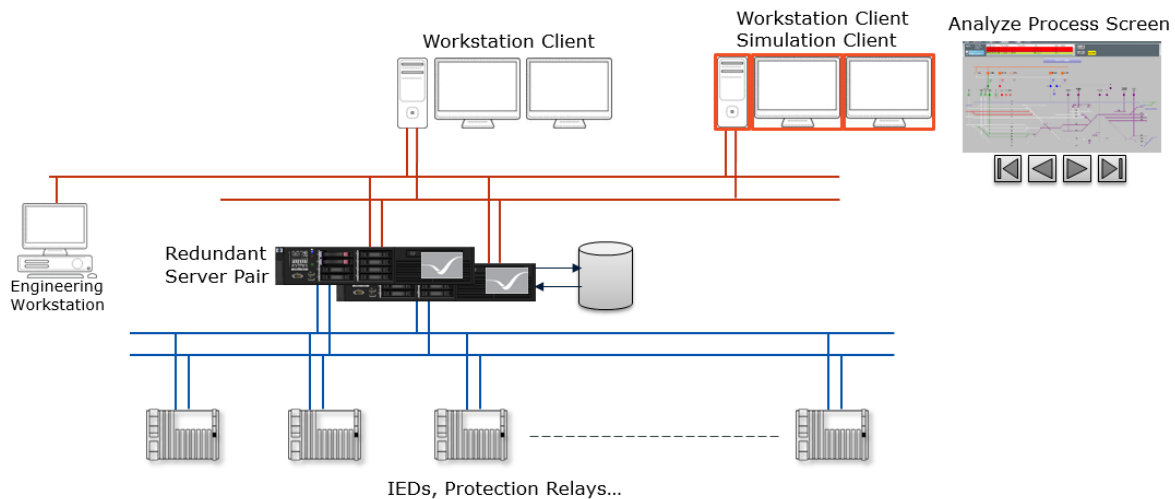 Workstation Client
Workstation Client
Simulation Client
Analyze Process Screen
Redundant
Server Pair
Engineering
Workstation
IEDs, Protection Relays...